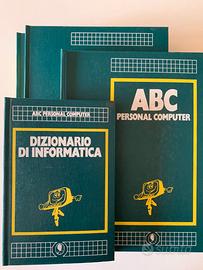 ABC
PERSONAL COMPUTER
ABC PERSONAL COMPUTER
DIZIONARIO
DI INFORMATICA